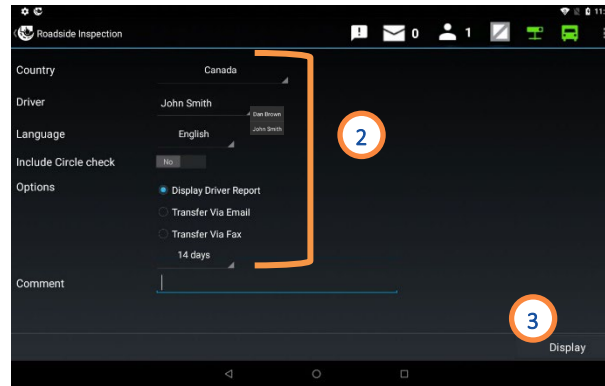 11:
Roadside Inspection
0
1
Country
Canada
Driver
John Smith
Dan Brown
John Smith
Language
English
2
Include Circle check
No
Options
Display Driver Report
Transfer Via Email
Transfer Via Fax
14 days
Comment
3
Display